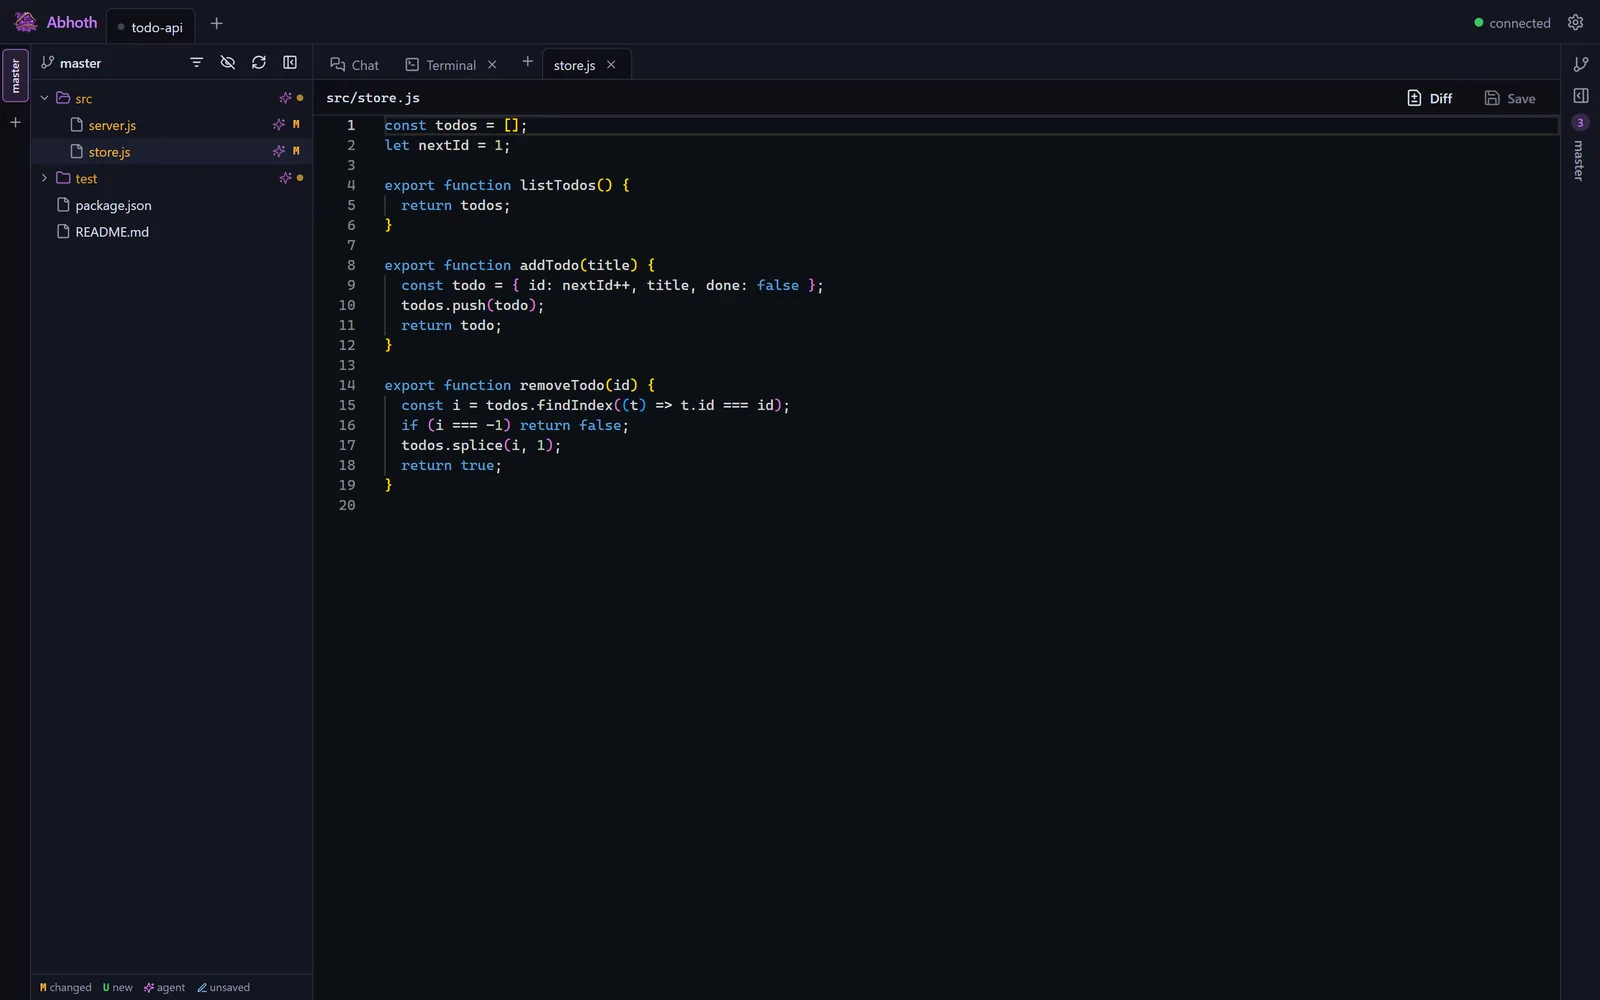 Abhoth
todo-api
connected
master
master
Chat
Terminal
store.js
src
server.js M
store.js M
test
package.json
README.md
src/store.js
Diff
Save
1 const todos = [];
2 let nextId = 1;
3
4 export function listTodos() {
5 return todos;
6 }
7
8 export function addTodo(title) {
9 const todo = { id: nextId++, title, done: false };
10 todos.push(todo);
11 return todo;
12 }
13
14 export function removeTodo(id) {
15 const i = todos.findIndex((t) => t.id === id);
16 if (i === -1) return false;
17 todos.splice(i, 1);
18 return true;
19 }
20
3
master
M changed U new agent unsaved